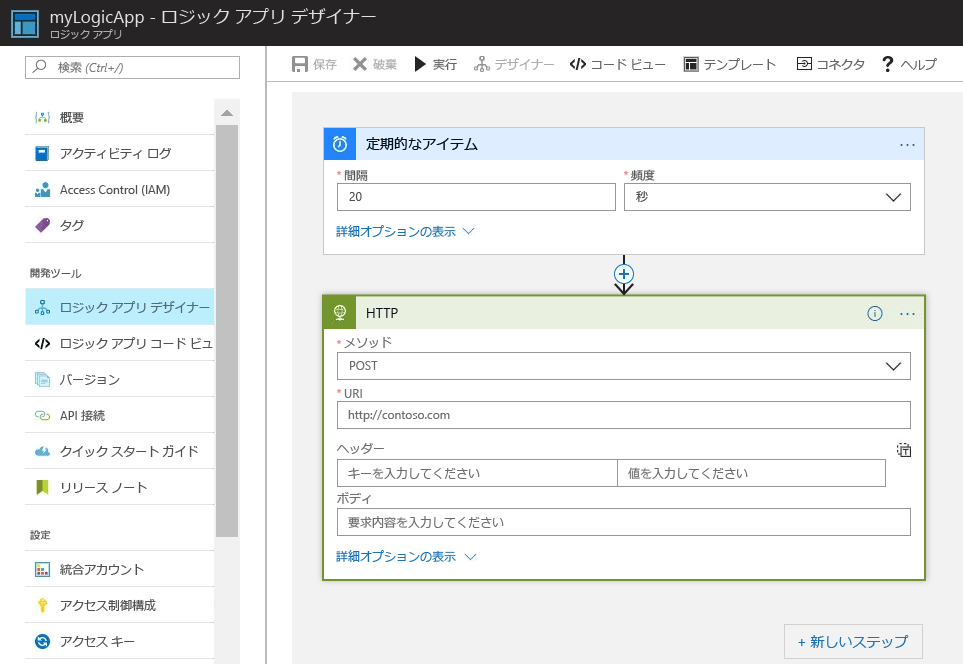 myLogicApp - ロジック アプリ デザイナー
ロジック アプリ
検索 (Ctrl+/)
概要
アクティビティ ログ
Access Control (IAM)
タグ
開発ツール
ロジック アプリ デザイナー
ロジック アプリ コード ビュ
バージョン
API 接続
クイック スタート ガイド
リリース ノート
設定
統合アカウント
アクセス制御構成
アクセス キー
保存 破棄 実行 デザイナー コード ビュー テンプレート コネクタ ? ヘルプ
定期的なアイテム ...
* 間隔 * 頻度
20 秒
詳細オプションの表示
HTTP ...
* メソッド
POST
* URI
http://contoso.com
ヘッダー
キーを入力してください 値を入力してください
ボディ
要求内容を入力してください
詳細オプションの表示
+ 新しいステップ